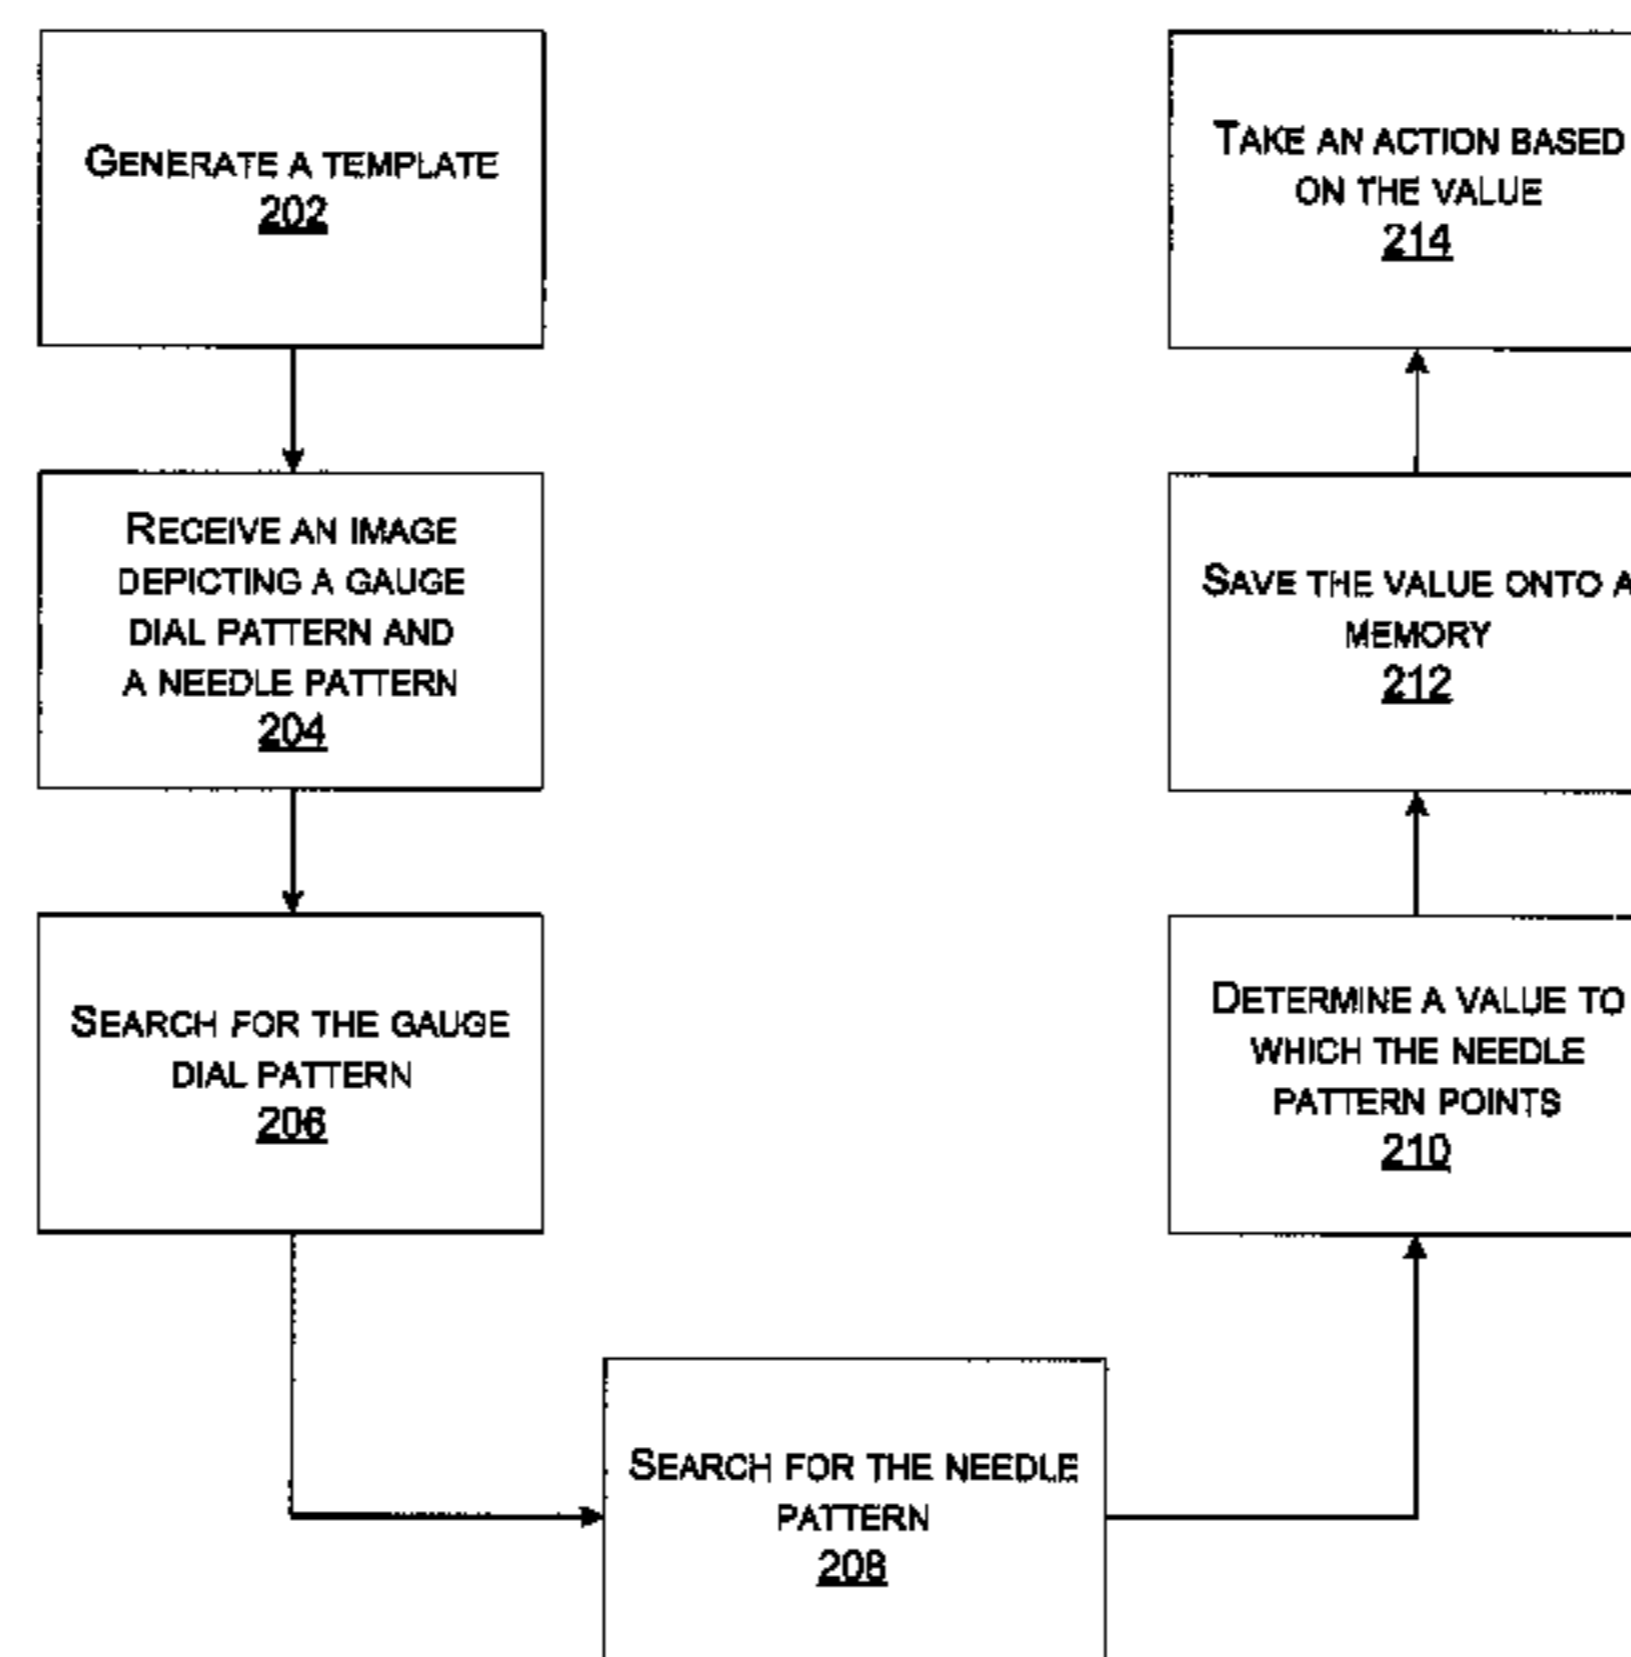 GENERATE A TEMPLATE
202
RECEIVE AN IMAGE
DEPICTING A GAUGE
DIAL PATTERN AND
A NEEDLE PATTERN
204
SEARCH FOR THE GAUGE
DIAL PATTERN
206
SEARCH FOR THE NEEDLE
PATTERN
208
DETERMINE A VALUE TO
WHICH THE NEEDLE
PATTERN POINTS
210
SAVE THE VALUE ONTO A
MEMORY
212
TAKE AN ACTION BASED
ON THE VALUE
214